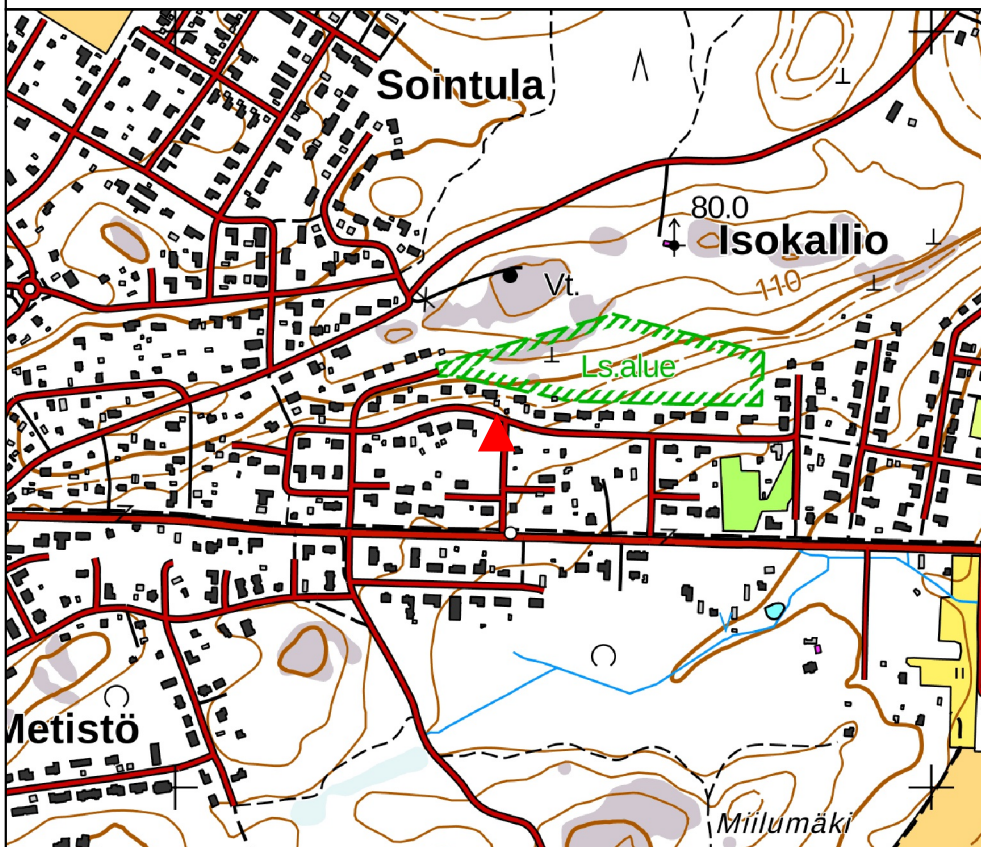 Sointula
80.0
Isokallio
Vt.
110
Ls.alue
Metistö
Miilumäki